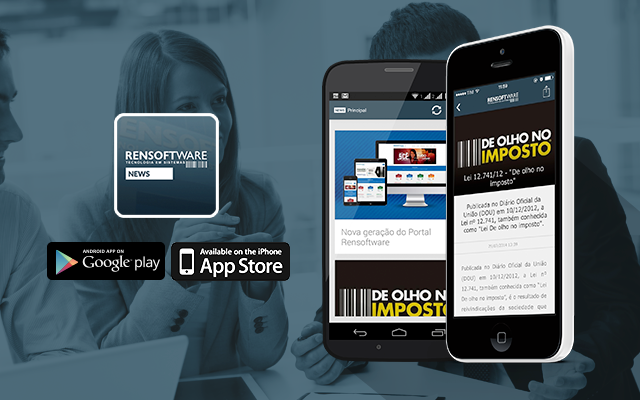 RENSOFTWARE
TECNOLOGIA EM SISTEMAS
NEWS
ANDROID APP ON
Google play
Available on the iPhone
App Store
NEWS Principal
Nova geração do Portal
Rensoftware
DE OLHO NO
IMPOSTO
TIM
11:59
RENSOFTWARE
DE OLHO NO
IMPOSTO
Lei 12.741/12 - "De olho no
imposto"
Publicada no Diário Oficial da
União (DOU) em 10/12/2012, a
Lei nº 12.741, também conhecida
como "Lei De olho no imposto".
Publicada no Diário Oficial da
União (DOU) em 10/12/2012, a Lei
nº 12.741, também conhecida como
"Lei De olho no imposto", é o resultado de
reivindicações da sociedade que